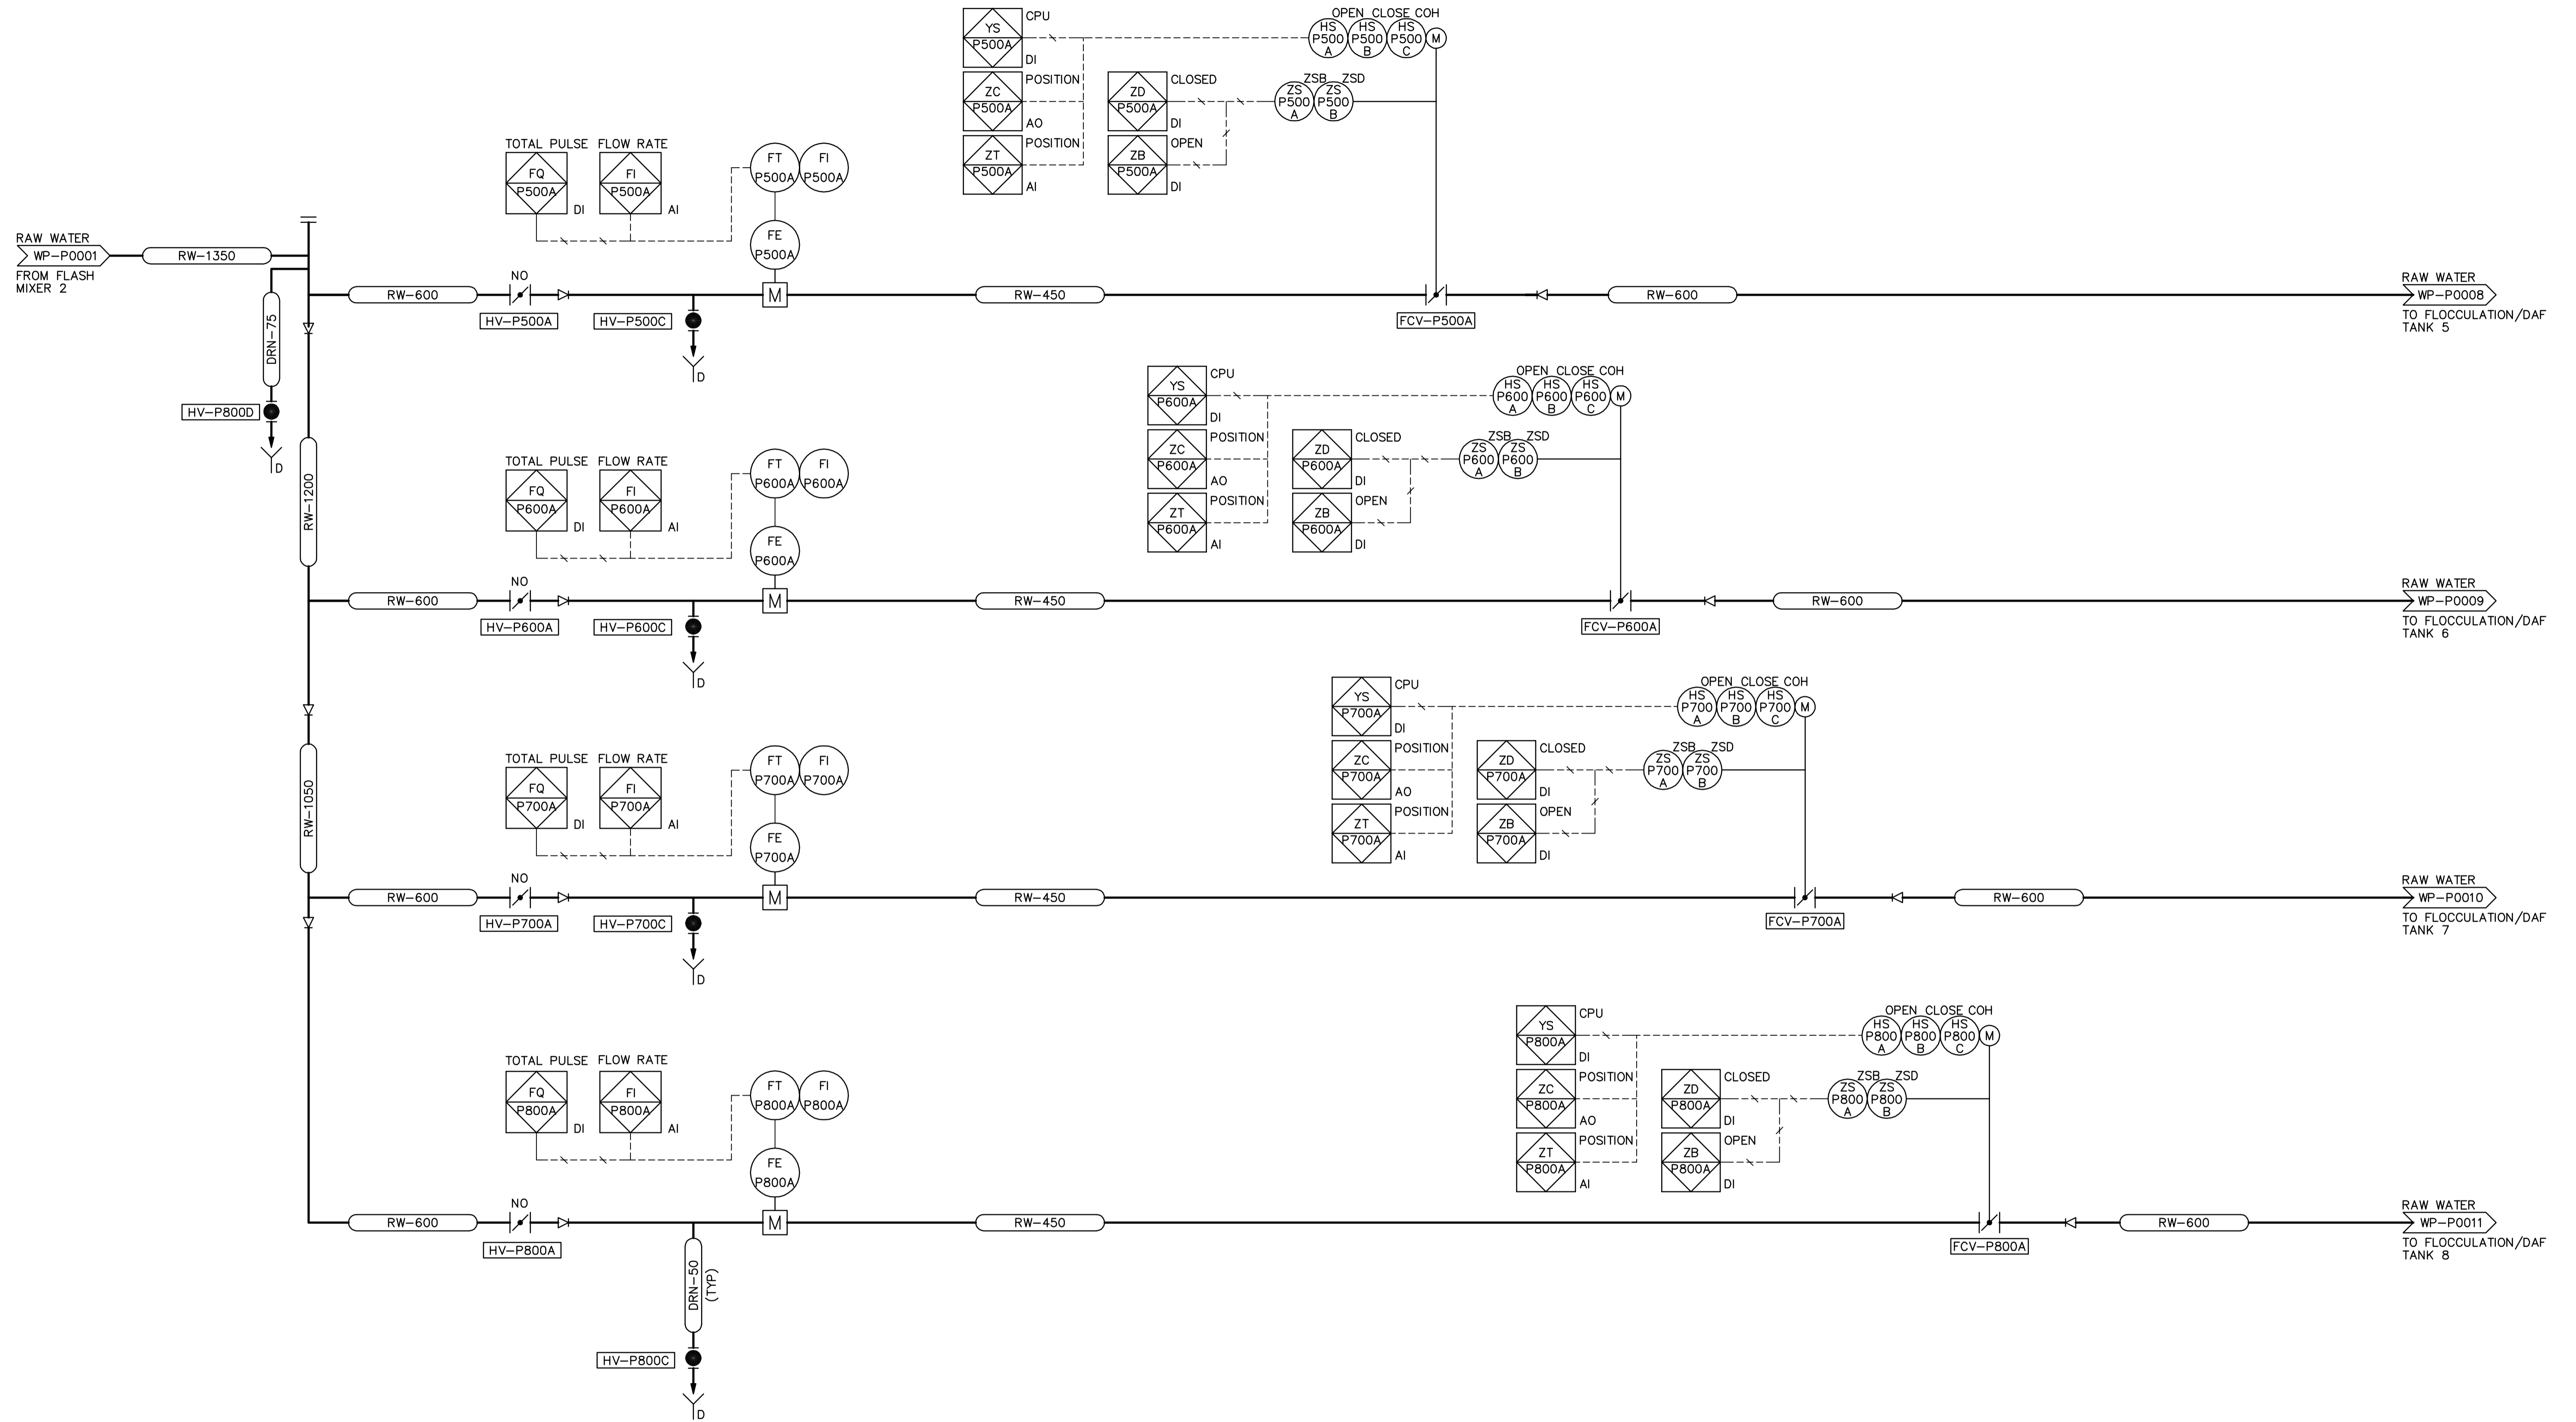 CPU
YS
P500A
DI
POSITION
ZC
P500A
AO
POSITION
ZT
P500A
AI
CLOSED
ZD
P500A
DI
OPEN
ZB
P500A
DI
OPEN CLOSE COH
HS P500 A
HS P500 B
HS P500 C
M
ZSB ZSD
ZS P500 A
ZS P500 B
TOTAL PULSE FLOW RATE
FQ
P500A
DI
FI
P500A
AI
FT
P500A
FI
P500A
FE
P500A
RAW WATER
WP-P0001
FROM FLASH
MIXER 2
RW-1350
DRN-75
HV-P800D
D
RW-600
NO
HV-P500A
HV-P500C
D
M
RW-450
FCV-P500A
RW-600
RAW WATER
WP-P0008
TO FLOCCULATION/DAF
TANK 5
RW-1200
CPU
YS
P600A
DI
POSITION
ZC
P600A
AO
POSITION
ZT
P600A
AI
CLOSED
ZD
P600A
DI
OPEN
ZB
P600A
DI
OPEN CLOSE COH
HS P600 A
HS P600 B
HS P600 C
M
ZSB ZSD
ZS P600 A
ZS P600 B
TOTAL PULSE FLOW RATE
FQ
P600A
DI
FI
P600A
AI
FT
P600A
FI
P600A
FE
P600A
RW-600
NO
HV-P600A
HV-P600C
D
M
RW-450
FCV-P600A
RW-600
RAW WATER
WP-P0009
TO FLOCCULATION/DAF
TANK 6
RW-1050
CPU
YS
P700A
DI
POSITION
ZC
P700A
AO
POSITION
ZT
P700A
AI
CLOSED
ZD
P700A
DI
OPEN
ZB
P700A
DI
OPEN CLOSE COH
HS P700 A
HS P700 B
HS P700 C
M
ZSB ZSD
ZS P700 A
ZS P700 B
TOTAL PULSE FLOW RATE
FQ
P700A
DI
FI
P700A
AI
FT
P700A
FI
P700A
FE
P700A
RW-600
NO
HV-P700A
HV-P700C
D
M
RW-450
FCV-P700A
RW-600
RAW WATER
WP-P0010
TO FLOCCULATION/DAF
TANK 7
CPU
YS
P800A
DI
POSITION
ZC
P800A
AO
POSITION
ZT
P800A
AI
CLOSED
ZD
P800A
DI
OPEN
ZB
P800A
DI
OPEN CLOSE COH
HS P800 A
HS P800 B
HS P800 C
M
ZSB ZSD
ZS P800 A
ZS P800 B
TOTAL PULSE FLOW RATE
FQ
P800A
DI
FI
P800A
AI
FT
P800A
FI
P800A
FE
P800A
RW-600
NO
HV-P800A
DRN-50
(TYP)
HV-P800C
D
M
RW-450
FCV-P800A
RW-600
RAW WATER
WP-P0011
TO FLOCCULATION/DAF
TANK 8